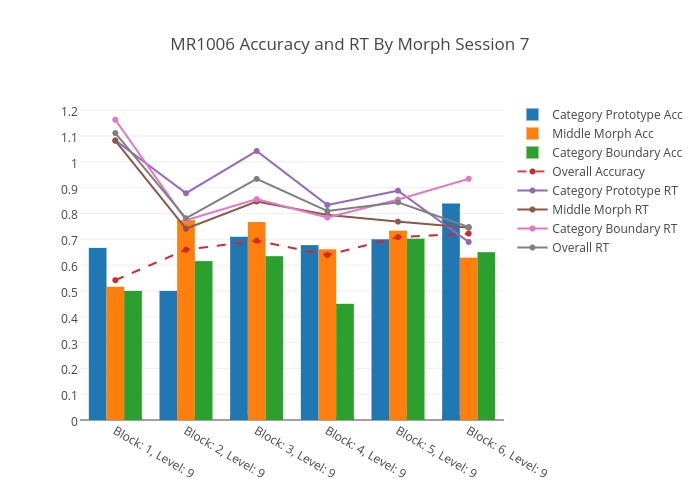 MR1006 Accuracy and RT By Morph Session 7
1.2
1.1
1
0.9
0.8
0.7
0.6
0.5
0.4
0.3
0.2
0.1
0
Block: 1, Level: 9
Block: 2, Level: 9
Block: 3, Level: 9
Block: 4, Level: 9
Block: 5, Level: 9
Block: 6, Level: 9
Category Prototype Acc
Middle Morph Acc
Category Boundary Acc
Overall Accuracy
Category Prototype RT
Middle Morph RT
Category Boundary RT
Overall RT